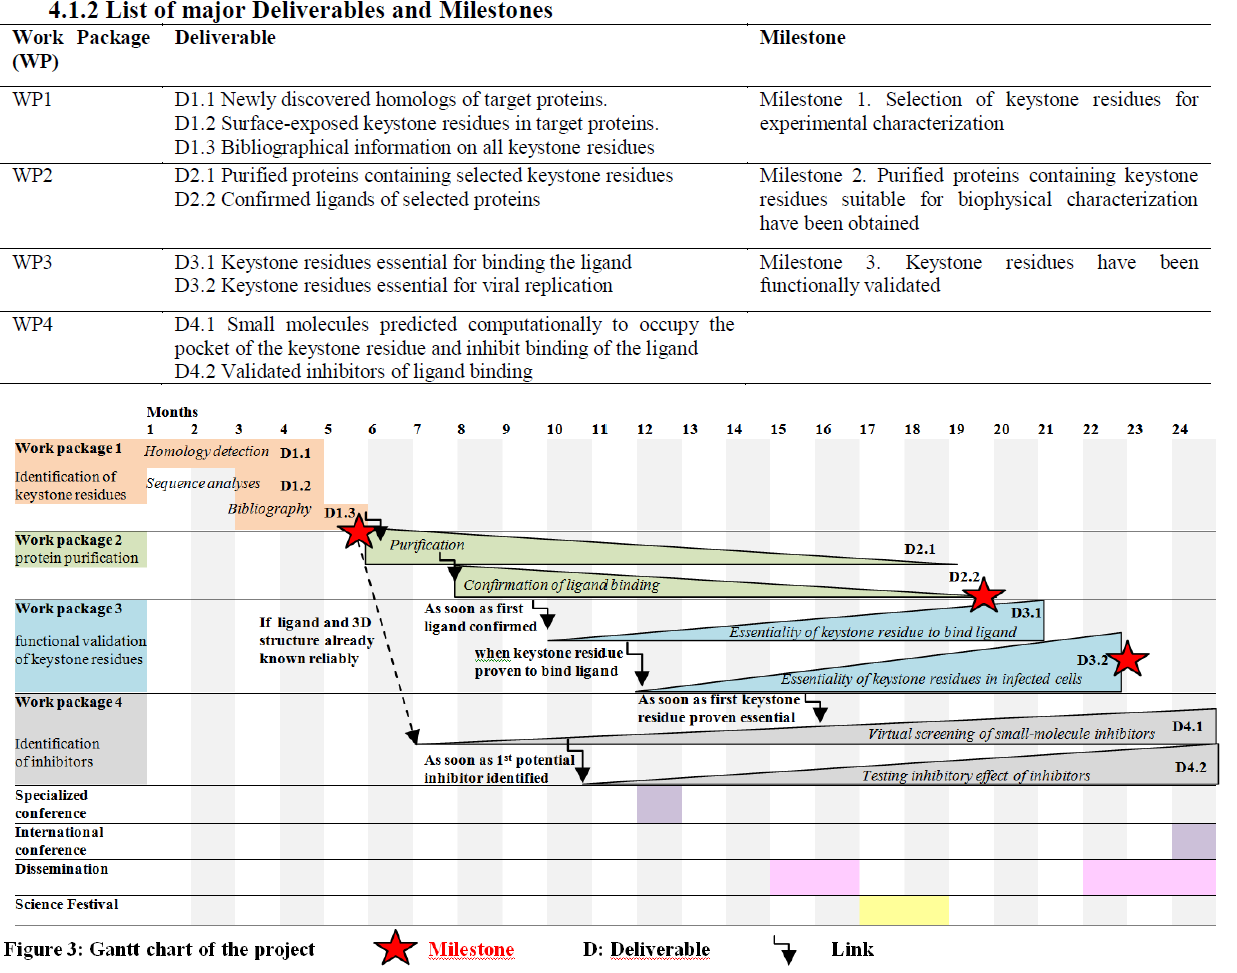 4.1.2 List of major Deliverables and Milestones
Work Package (WP)
Deliverable
Milestone
WP1
D1.1 Newly discovered homologs of target proteins.
D1.2 Surface-exposed keystone residues in target proteins.
D1.3 Bibliographical information on all keystone residues
Milestone 1. Selection of keystone residues for
experimental characterization
WP2
D2.1 Purified proteins containing selected keystone residues
D2.2 Confirmed ligands of selected proteins
Milestone 2. Purified proteins containing keystone
residues suitable for biophysical characterization
have been obtained
WP3
D3.1 Keystone residues essential for binding the ligand
D3.2 Keystone residues essential for viral replication
Milestone 3. Keystone residues have been
functionally validated
WP4
D4.1 Small molecules predicted computationally to occupy the
pocket of the keystone residue and inhibit binding of the ligand
D4.2 Validated inhibitors of ligand binding
Months
1 2 3 4 5 6 7 8 9 10 11 12 13 14 15 16 17 18 19 20 21 22 23 24
Work package 1
Identification of
keystone residues
Homology detection D1.1
Sequence analyses D1.2
Bibliography D1.3
Work package 2
protein purification
Purification
D2.1
Confirmation of ligand binding
D2.2
Work package 3
functional validation
of keystone residues
If ligand and 3D
structure already
known reliably
As soon as first
ligand confirmed
D3.1
Essentiality of keystone residue to bind ligand
when keystone residue
proven to bind ligand
D3.2
Essentiality of keystone residues in infected cells
Work package 4
Identification
of inhibitors
As soon as first keystone
residue proven essential
D4.1
Virtual screening of small-molecule inhibitors
As soon as 1st potential
inhibitor identified
D4.2
Testing inhibitory effect of inhibitors
Specialized
conference
International
conference
Dissemination
Science Festival
Figure 3: Gantt chart of the project
Milestone
D: Deliverable
Link